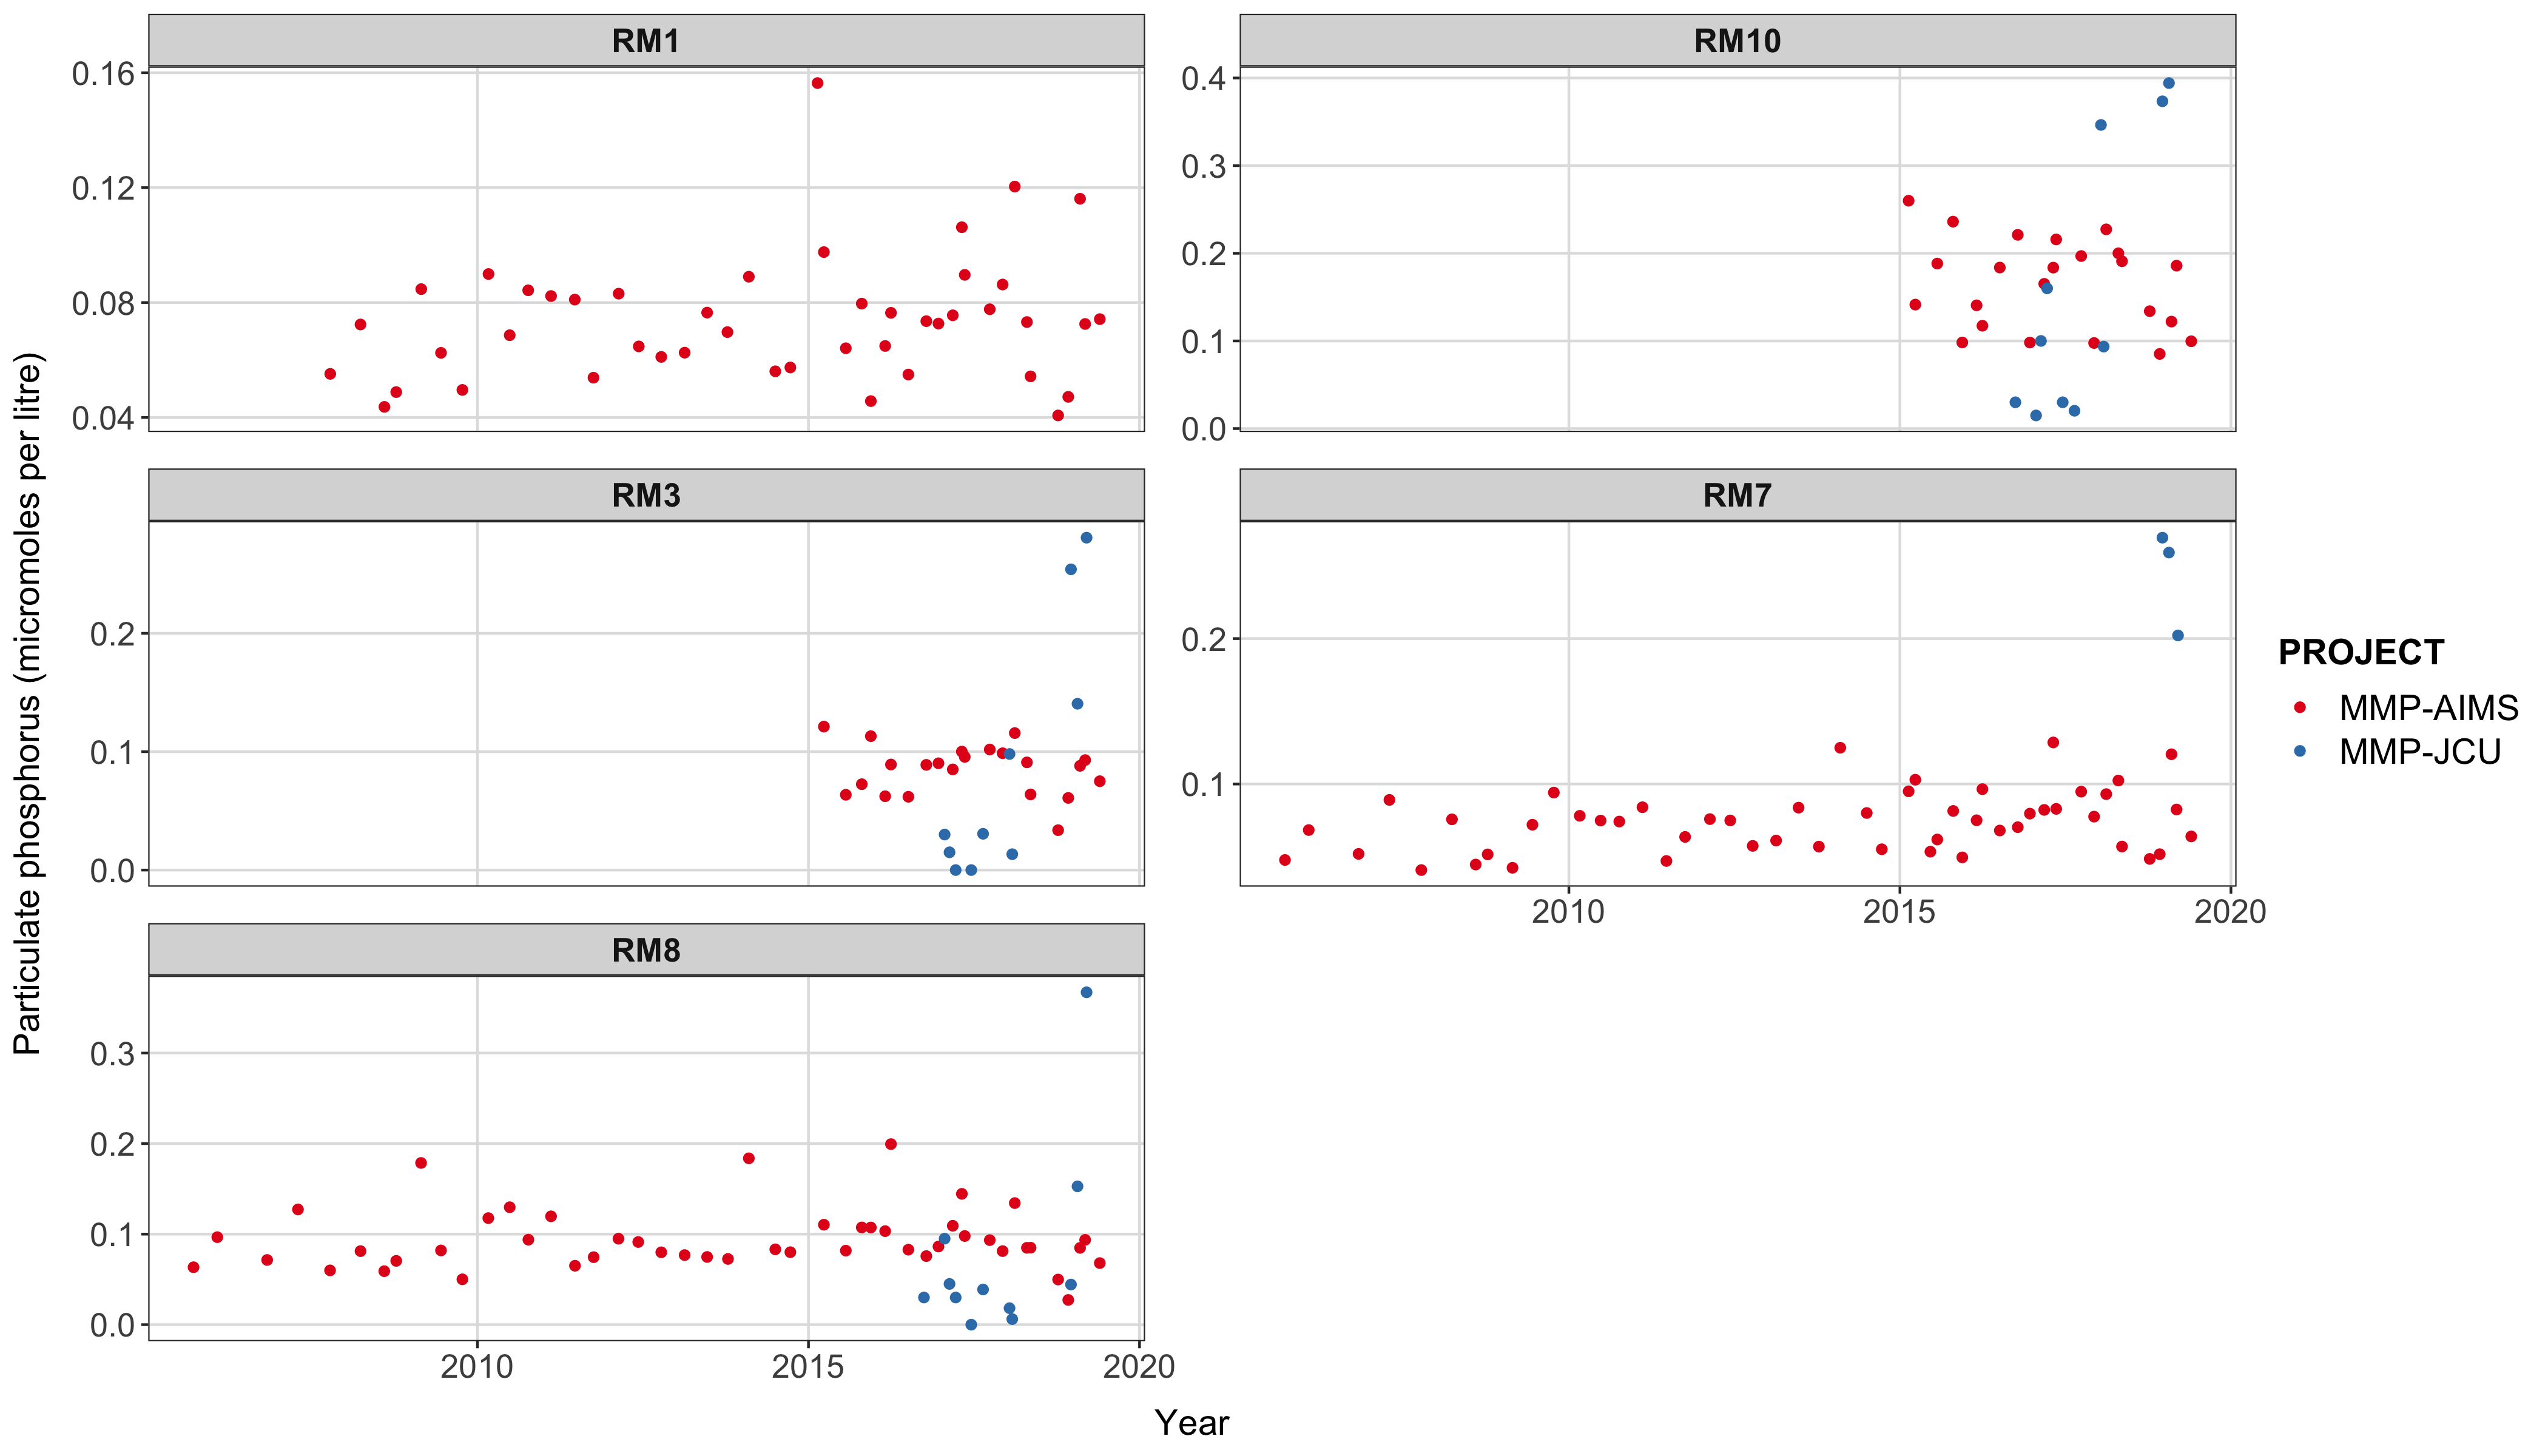 RM1
0.16
0.12
0.08
0.04
RM10
0.4
0.3
0.2
0.1
0.0
RM3
0.2
0.1
0.0
RM7
0.2
0.1
2010 2015 2020
RM8
0.3
0.2
0.1
0.0
2010 2015 2020
Particulate phosphorus (micromoles per litre)
Year
PROJECT
MMP-AIMS
MMP-JCU